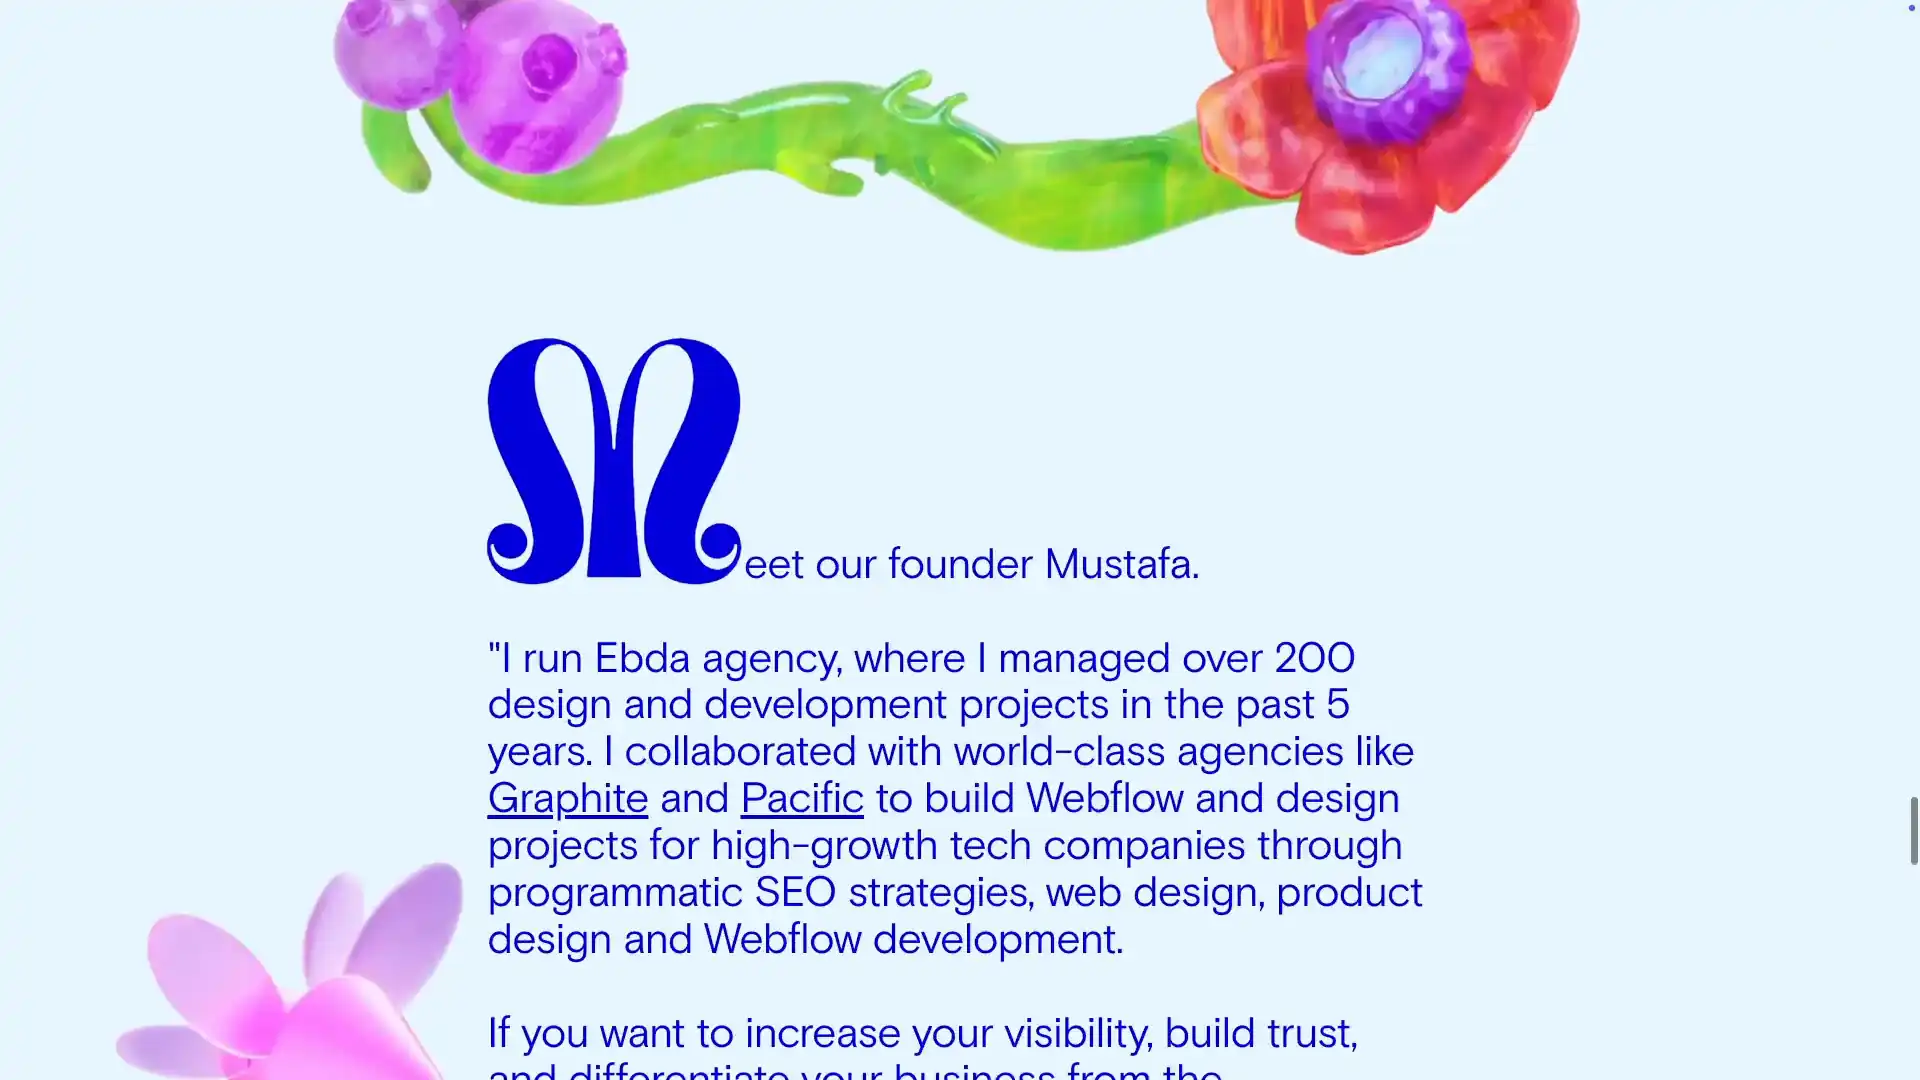 Meet our founder Mustafa.
"I run Ebda agency, where I managed over 200
design and development projects in the past 5
years. I collaborated with world-class agencies like
Graphite and Pacific to build Webflow and design
projects for high-growth tech companies through
programmatic SEO strategies, web design, product
design and Webflow development.
If you want to increase your visibility, build trust,
and differentiate your business from the